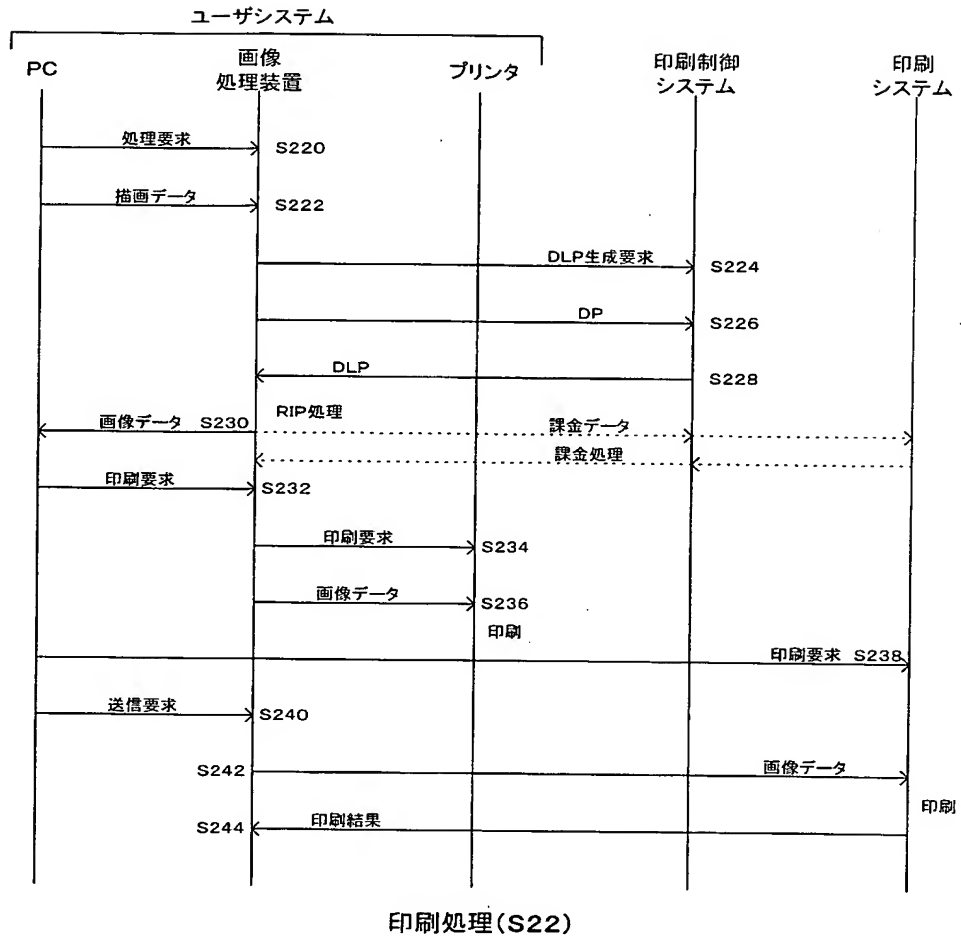 ユーザシステム
PC
画像
処理装置
プリンタ
印刷制御
システム
印刷
システム
処理要求
S220
描画データ
S222
DLP生成要求
S224
DP
S226
DLP
S228
画像データ S230
RIP処理
課金データ
課金処理
印刷要求
S232
印刷要求
S234
画像データ
S236
印刷
印刷要求 S238
送信要求
S240
S242
画像データ
印刷
S244
印刷結果
印刷処理(S22)